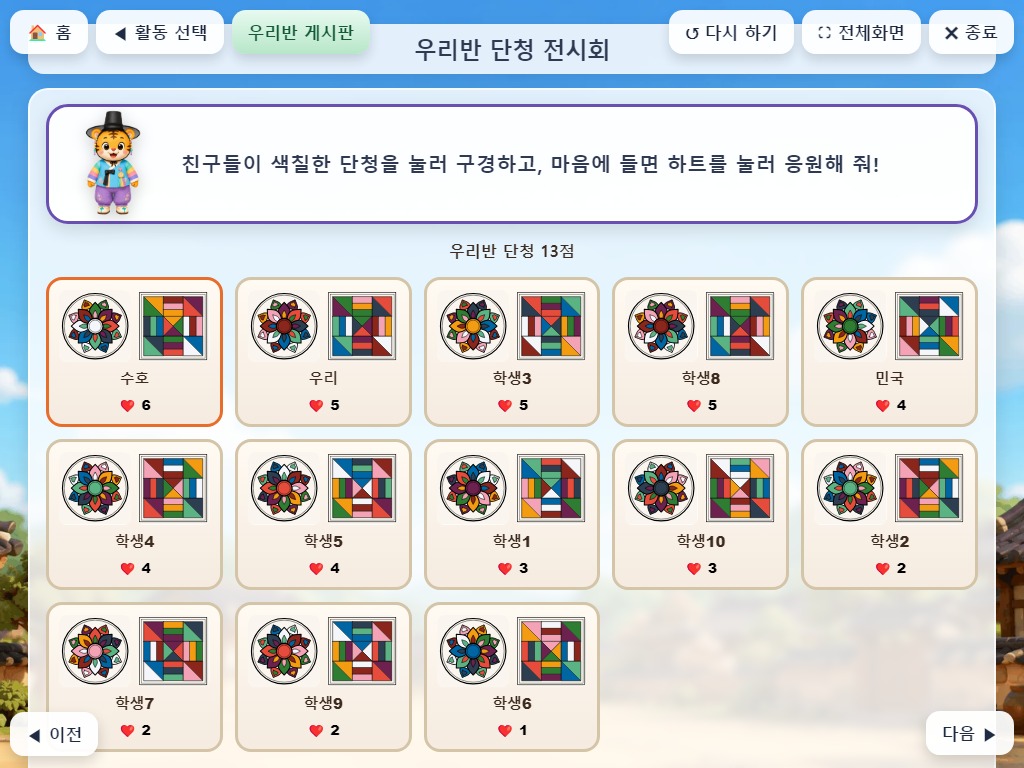 🏠 홈
◀ 활동 선택
우리반 게시판
우리반 단청 전시회
↺ 다시 하기
⛶ 전체화면
✕ 종료
친구들이 색칠한 단청을 눌러 구경하고, 마음에 들면 하트를 눌러 응원해 줘!
우리반 단청 13점
수호
❤️ 6
우리
❤️ 5
학생3
❤️ 5
학생8
❤️ 5
민국
❤️ 4
학생4
❤️ 4
학생5
❤️ 4
학생1
❤️ 3
학생10
❤️ 3
학생2
❤️ 2
학생7
❤️ 2
학생9
❤️ 2
학생6
❤️ 1
◀ 이전
다음 ▶